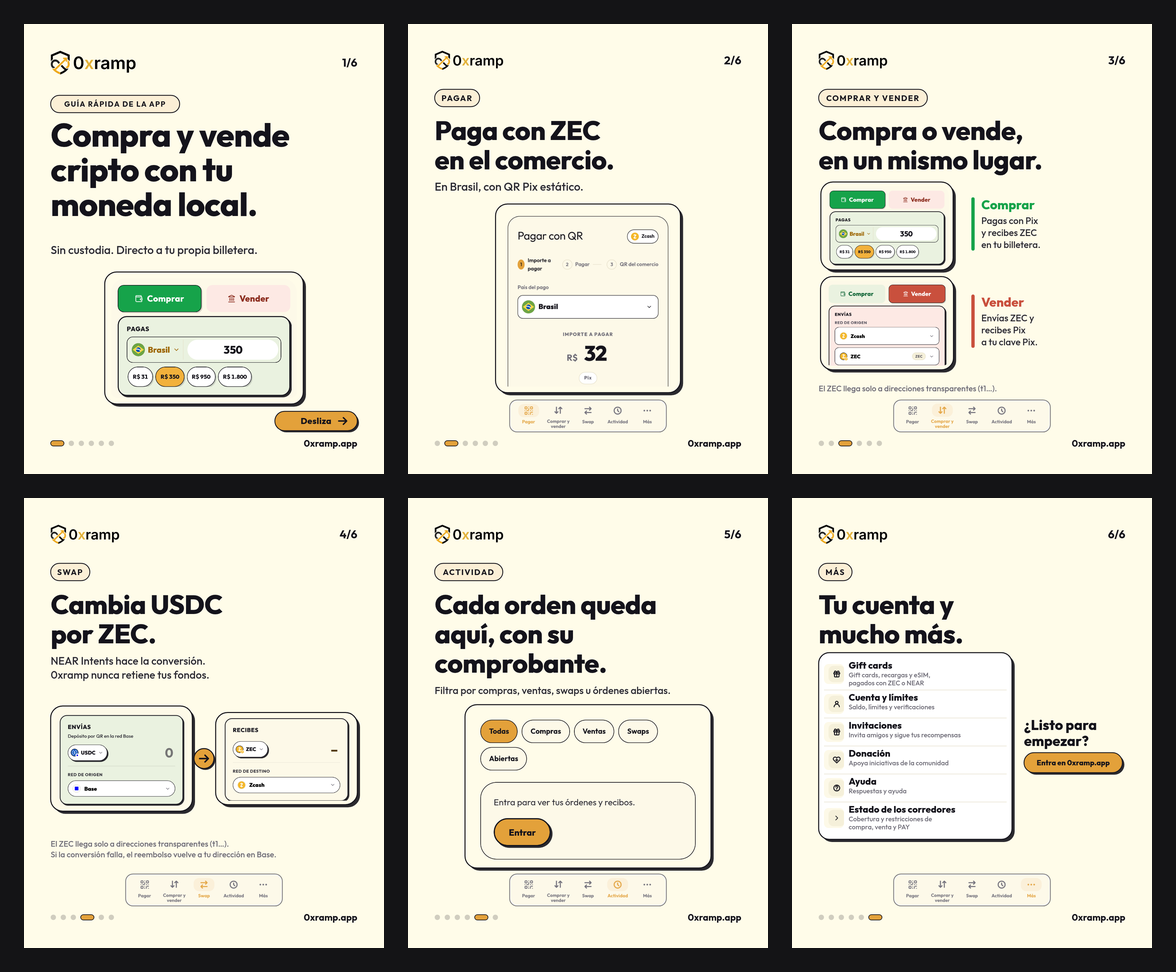 0xramp
1/6
GUÍA RÁPIDA DE LA APP
Compra y vende
cripto con tu
moneda local.
Sin custodia. Directo a tu propia billetera.
Comprar
Vender
PAGAS
Brasil
350
R$ 31
R$ 350
R$ 950
R$ 1.800
Desliza
0xramp.app
0xramp
2/6
PAGAR
Paga con ZEC
en el comercio.
En Brasil, con QR Pix estático.
Pagar con QR
Zcash
1 Importe a pagar
2 Pagar
3 QR del comercio
País del pago
Brasil
IMPORTE A PAGAR
R$ 32
Pix
Pagar
Comprar y vender
Swap
Actividad
Más
0xramp.app
0xramp
3/6
COMPRAR Y VENDER
Compra o vende,
en un mismo lugar.
Comprar
Vender
PAGAS
Brasil
350
R$ 31
R$ 350
R$ 950
R$ 1.800
Comprar
Pagas con Pix
y recibes ZEC
en tu billetera.
Comprar
Vender
ENVÍAS
RED DE ORIGEN
Zcash
ZEC
ZEC
Vender
Envías ZEC y
recibes Pix
a tu clave Pix.
El ZEC llega solo a direcciones transparentes (t1…).
Pagar
Comprar y vender
Swap
Actividad
Más
0xramp.app
0xramp
4/6
SWAP
Cambia USDC
por ZEC.
NEAR Intents hace la conversión.
0xramp nunca retiene tus fondos.
ENVÍAS
Depósito por QR en la red Base
USDC
0
RED DE ORIGEN
Base
RECIBES
ZEC
–
RED DE DESTINO
Zcash
El ZEC llega solo a direcciones transparentes (t1…).
Si la conversión falla, el reembolso vuelve a tu dirección en Base.
Pagar
Comprar y vender
Swap
Actividad
Más
0xramp.app
0xramp
5/6
ACTIVIDAD
Cada orden queda
aquí, con su
comprobante.
Filtra por compras, ventas, swaps u órdenes abiertas.
Todas
Compras
Ventas
Swaps
Abiertas
Entra para ver tus órdenes y recibos.
Entrar
Pagar
Comprar y vender
Swap
Actividad
Más
0xramp.app
0xramp
6/6
MÁS
Tu cuenta y
mucho más.
Gift cards
Gift cards, recargas y eSIM,
pagados con ZEC o NEAR
Cuenta y límites
Saldo, límites y verificaciones
Invitaciones
Invita amigos y sigue tus recompensas
Donación
Apoya iniciativas de la comunidad
Ayuda
Respuestas y ayuda
Estado de los corredores
Cobertura y restricciones de
compra, venta y PAY
¿Listo para
empezar?
Entra en 0xramp.app
Pagar
Comprar y vender
Swap
Actividad
Más
0xramp.app